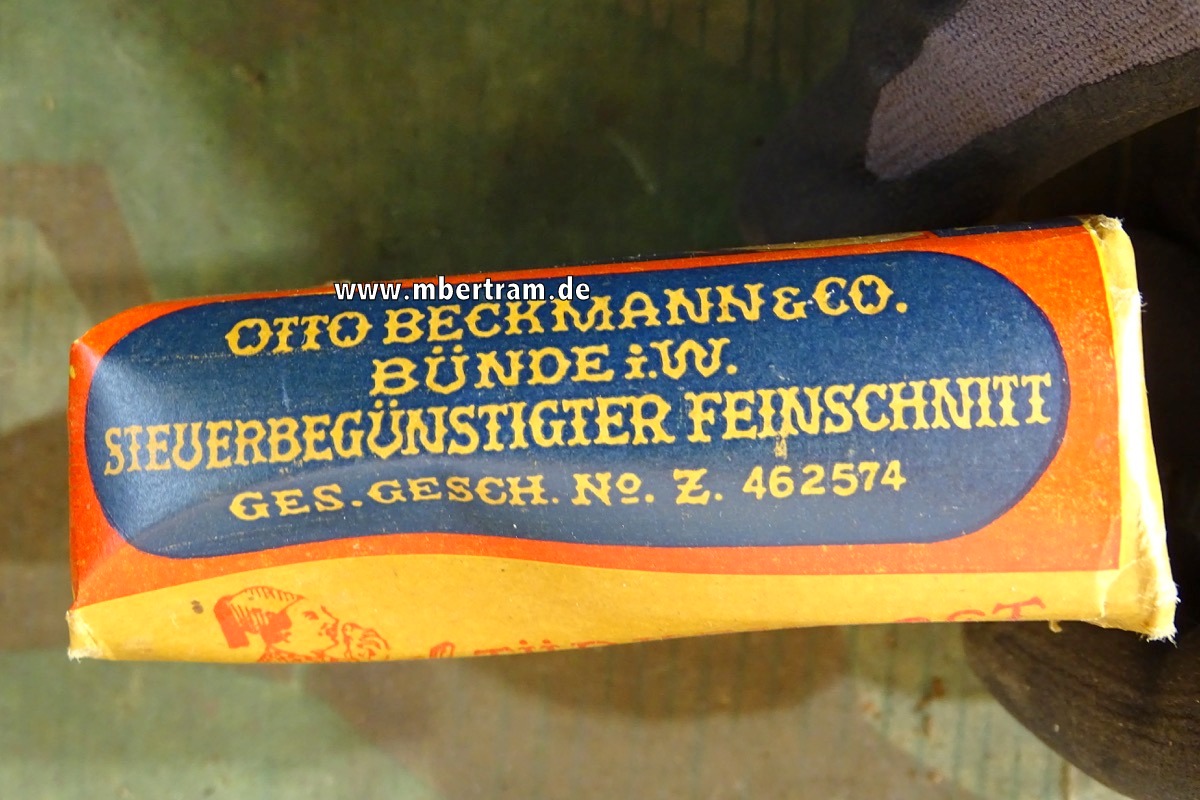 www.mbertram.de
OTTO BECKMANN & CO.
BÜNDE i.W.
STEUERBEGÜNSTIGTER FEINSCHNITT
GES. GESCH. No. Z. 462574